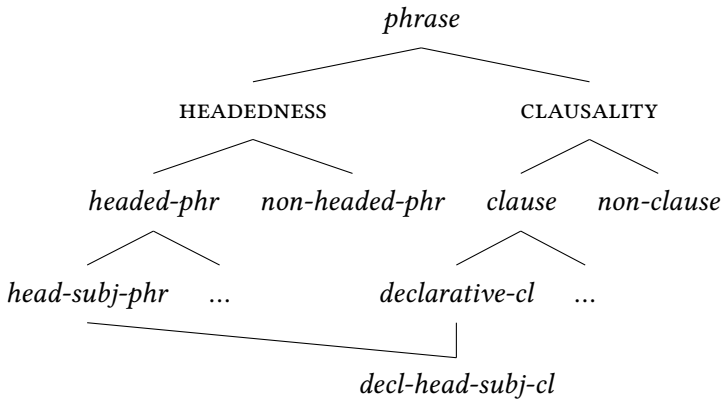 phrase
HEADEDNESS CLAUSALITY
headed-phr non-headed-phr clause non-clause
head-subj-phr ... declarative-cl ...
decl-head-subj-cl